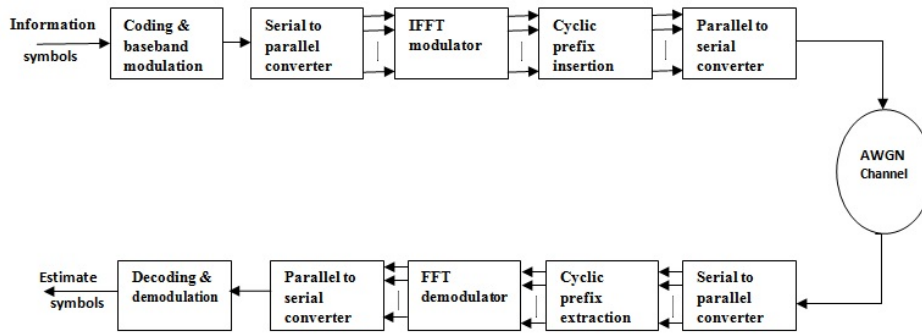 Information
symbols
Coding &
baseband
modulation
Serial to
parallel
converter
IFFT
modulator
Cyclic
prefix
insertion
Parallel to
serial
converter
AWGN
Channel
Estimate
symbols
Decoding &
demodulation
Parallel to
serial
converter
FFT
demodulator
Cyclic
prefix
extraction
Serial to
parallel
converter